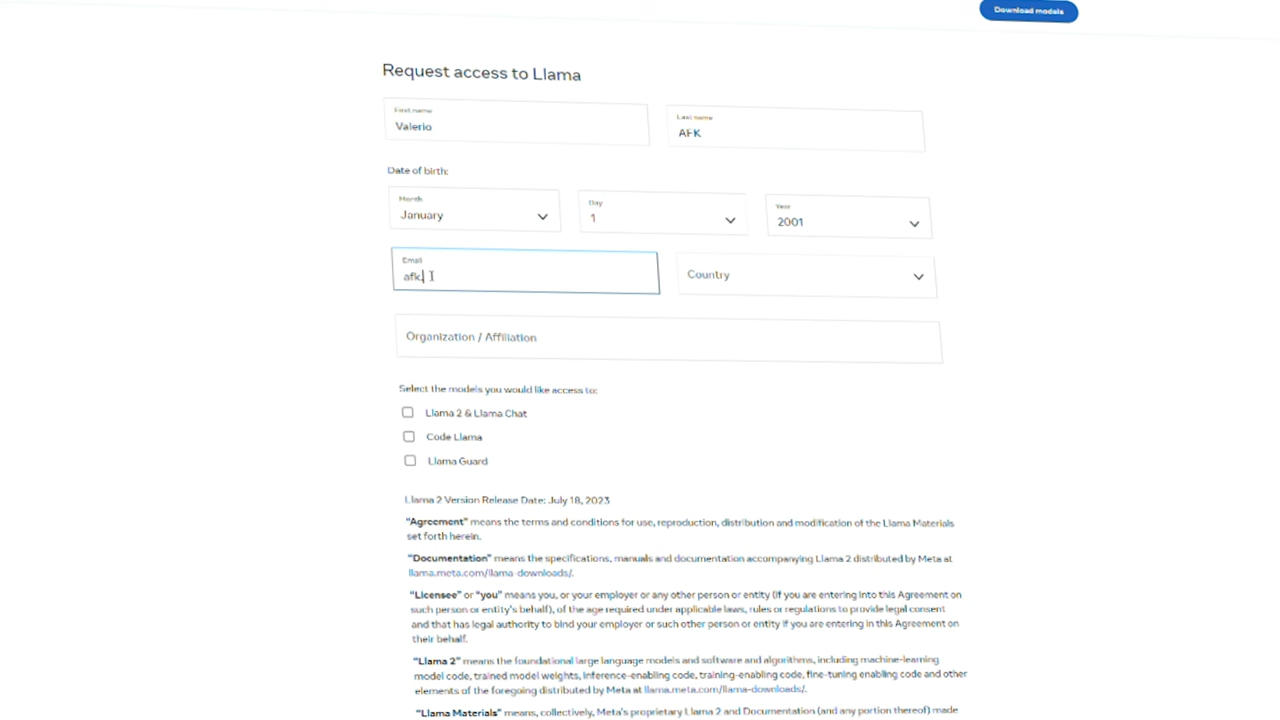 Download models
Request access to Llama
First name
Valerio
Last name
AFK
Date of birth:
Month
January
Day
1
Year
2001
Email
afk
Country
Organization / Affiliation
Select the models you would like access to:
Llama 2 & Llama Chat
Code Llama
Llama Guard
Llama 2 Version Release Date: July 18, 2023
"Agreement" means the terms and conditions for use, reproduction, distribution and modification of the Llama Materials
set forth herein.
"Documentation" means the specifications, manuals and documentation accompanying Llama 2 distributed by Meta at
llama.meta.com/llama-downloads/.
"Licensee" or "you" means you, or your employer or any other person or entity (if you are entering into this Agreement on
such person or entity's behalf), of the age required under applicable laws, rules or regulations to provide legal consent
and that has legal authority to bind your employer or such other person or entity if you are entering in this Agreement on
their behalf.
"Llama 2" means the foundational large language models and software and algorithms, including machine-learning
model code, trained model weights, inference-enabling code, training-enabling code, fine-tuning enabling code and other
elements of the foregoing distributed by Meta at llama.meta.com/llama-downloads/.
"Llama Materials" means, collectively, Meta's proprietary Llama 2 and Documentation (and any portion thereof) made